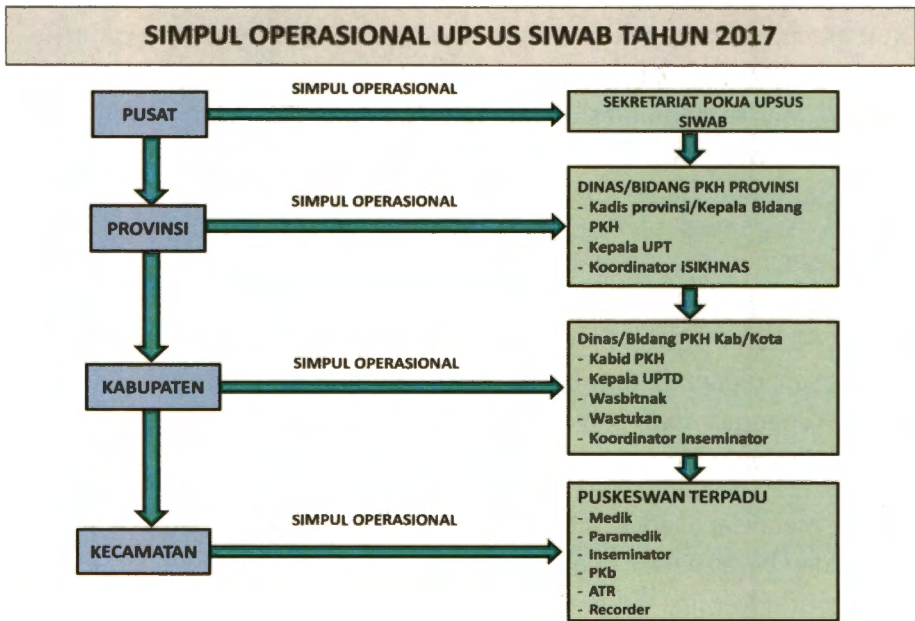 SIMPUL OPERASIONAL UPSUS SIWAB TAHUN 2017
PUSAT
SIMPUL OPERASIONAL
SEKRETARIAT POKJA UPSUS
SIWAB
PROVINSI
SIMPUL OPERASIONAL
DINAS/BIDANG PKH PROVINSI
- Kadis provinsi/Kepala Bidang
PKH
- Kepala UPT
- Koordinator iSIKHNAS
KABUPATEN
SIMPUL OPERASIONAL
Dinas/Bidang PKH Kab/Kota
- Kabid PKH
- Kepala UPTD
- Wasbitnak
- Wastukan
- Koordinator Inseminator
KECAMATAN
SIMPUL OPERASIONAL
PUSKESWAN TERPADU
- Medik
- Paramedik
- Inseminator
- PKb
- ATR
- Recorder